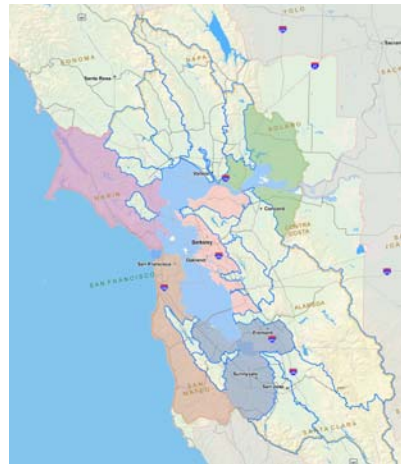 YOLO
SONOMA
NAPA
Sacra
Santa Rosa
SOLANO
MARIN
Vallejo
Concord
CONTRA
COSTA
Berkeley
Oakland
San Francisco
SAN FRANCISCO
ALAMEDA
Fremont
Sunnyvale
San Jose
SAN
MATEO
SANTA CLARA